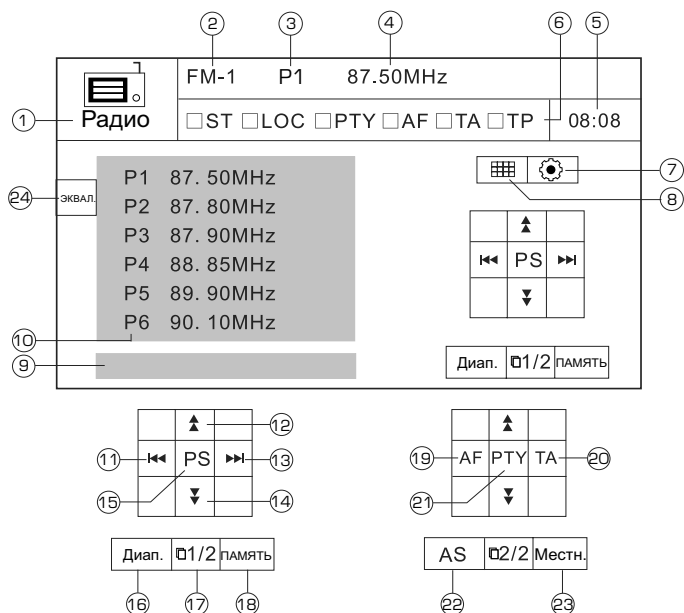 ② ③ ④ ⑥ ⑤
FM-1 P1 87.50MHz
① Радио □ST □LOC □PTY □AF □TA □TP 08:08
⑦
⑧
㉔ ЭКВАЛ.
P1 87. 50MHz
P2 87. 80MHz
P3 87. 90MHz
P4 88. 85MHz
P5 89. 90MHz
P6 90. 10MHz
PS
⑩
⑨
Диап. 1/2 ПАМЯТЬ
⑫
⑪ PS ⑬
⑮ ⑭
Диап. 1/2 ПАМЯТЬ
⑯ ⑰ ⑱
⑲ AF PTY TA ⑳
㉑
AS 2/2 Местн.
㉒ ㉓